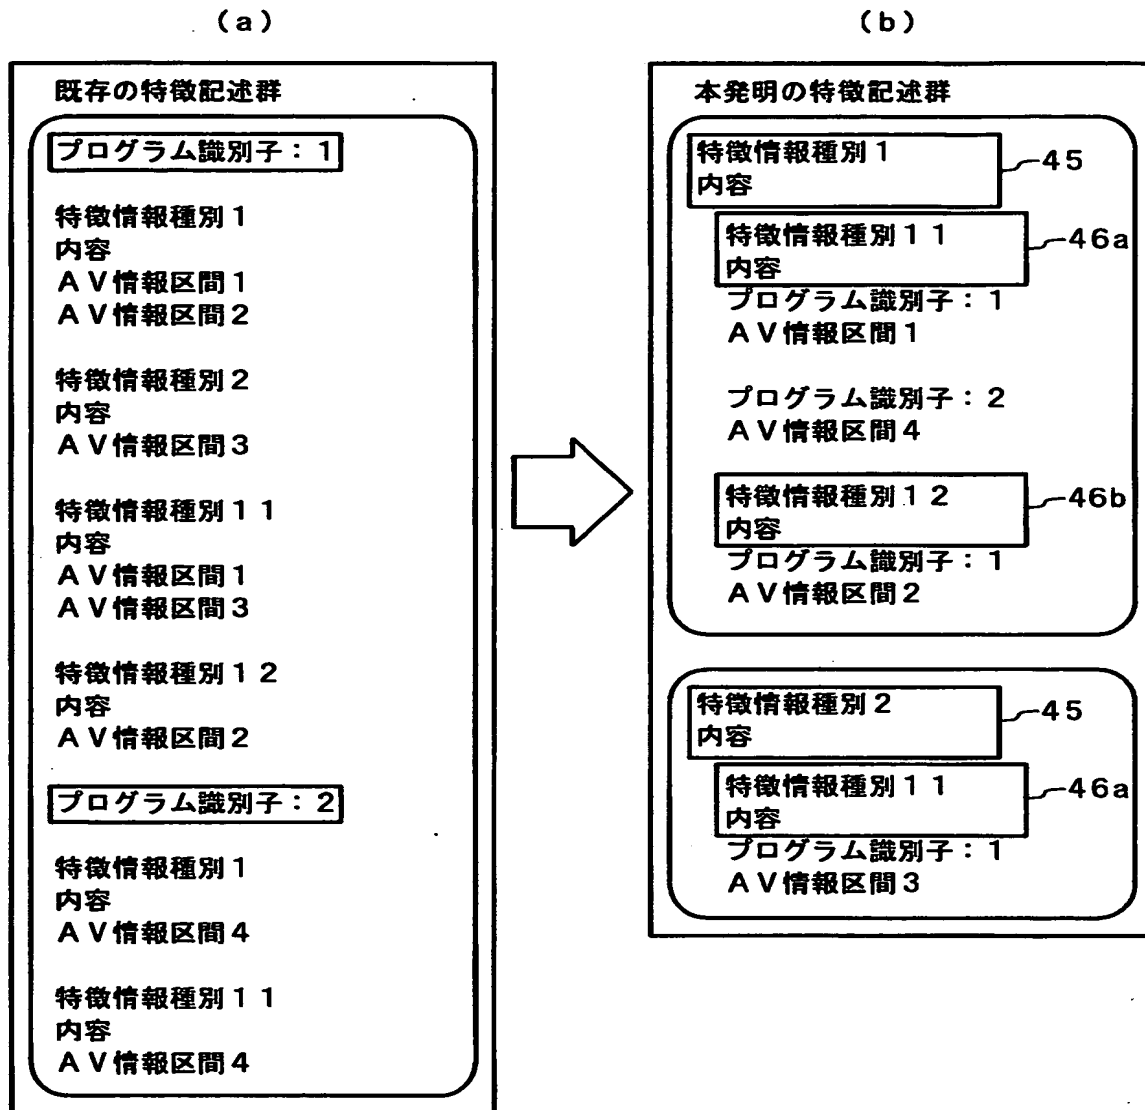 (a)
既存の特徴記述群
プログラム識別子：1
特徴情報種別1
内容
AV情報区間1
AV情報区間2
特徴情報種別2
内容
AV情報区間3
特徴情報種別11
内容
AV情報区間1
AV情報区間3
特徴情報種別12
内容
AV情報区間2
プログラム識別子：2
特徴情報種別1
内容
AV情報区間4
特徴情報種別11
内容
AV情報区間4
(b)
本発明の特徴記述群
特徴情報種別1
内容
45
特徴情報種別11
内容
46a
プログラム識別子：1
AV情報区間1
プログラム識別子：2
AV情報区間4
特徴情報種別12
内容
46b
プログラム識別子：1
AV情報区間2
特徴情報種別2
内容
45
特徴情報種別11
内容
46a
プログラム識別子：1
AV情報区間3